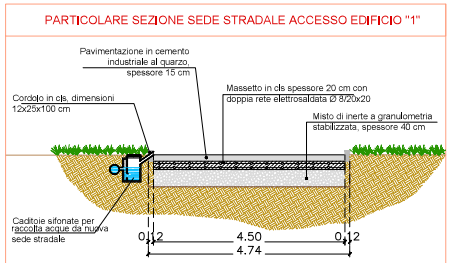 PARTICOLARE SEZIONE SEDE STRADALE ACCESSO EDIFICIO "1"
Pavimentazione in cemento
industriale al quarzo,
spessore 15 cm
Massetto in cls spessore 20 cm con
doppia rete elettrosaldata Ø 8/20x20
Cordolo in cls, dimensioni
12x25x100 cm
Misto di inerte a granulometria
stabilizzata, spessore 40 cm
Caditoie sifonate per
raccolta acque da nuova
sede stradale
0.12
4.50
0.12
4.74